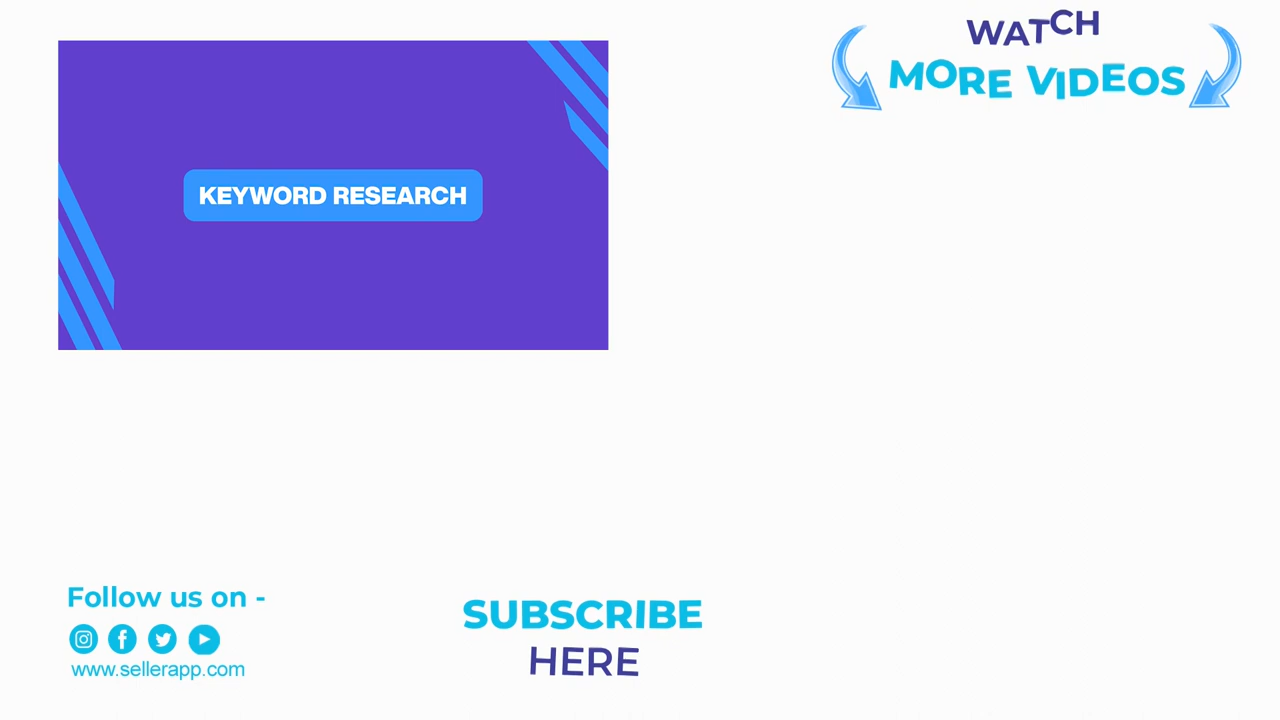 WATCH
MORE VIDEOS
KEYWORD RESEARCH
Follow us on -
www.sellerapp.com
SUBSCRIBE
HERE